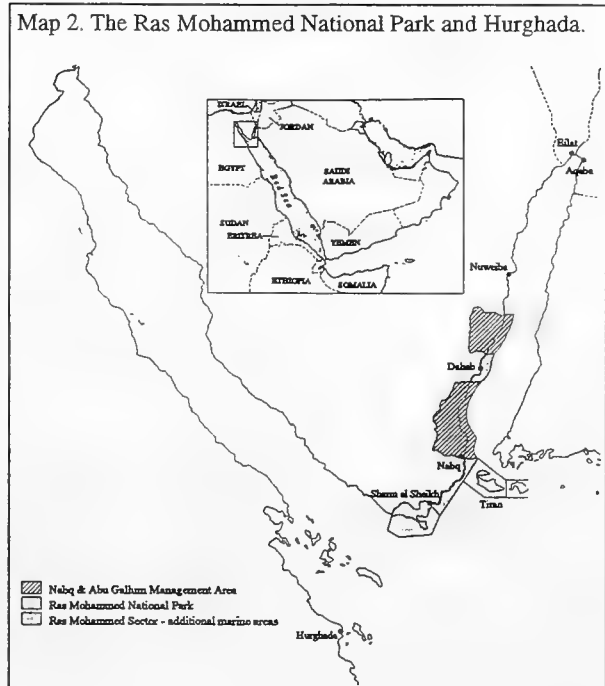 Map 2. The Ras Mohammed National Park and Hurghada.
ISRAEL
JORDAN
EGYPT
SAUDI
ARABIA
Red Sea
SUDAN
ERITREA
YEMEN
ETHIOPIA
SOMALIA
Eilat
Aqaba
Nuweiba
Dahab
Nabq
Sharm el Sheikh
Tiran
Nabq & Abu Gallum Management Area
Ras Mohammed National Park
Ras Mohammed Sector - additional marine areas
Hurghada